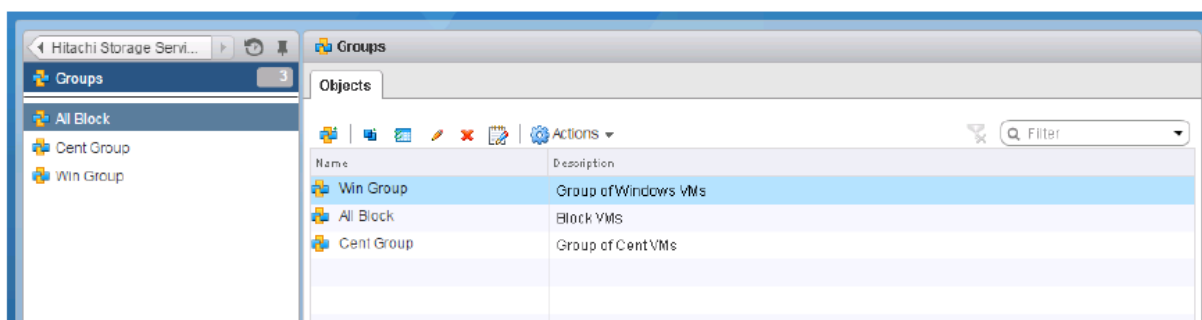 Hitachi Storage Servi...
Groups 3
All Block
Cent Group
Win Group
Groups
Objects
Actions
Filter
Name Description
Win Group Group of Windows VMs
All Block Block VMs
Cent Group Group of Cent VMs